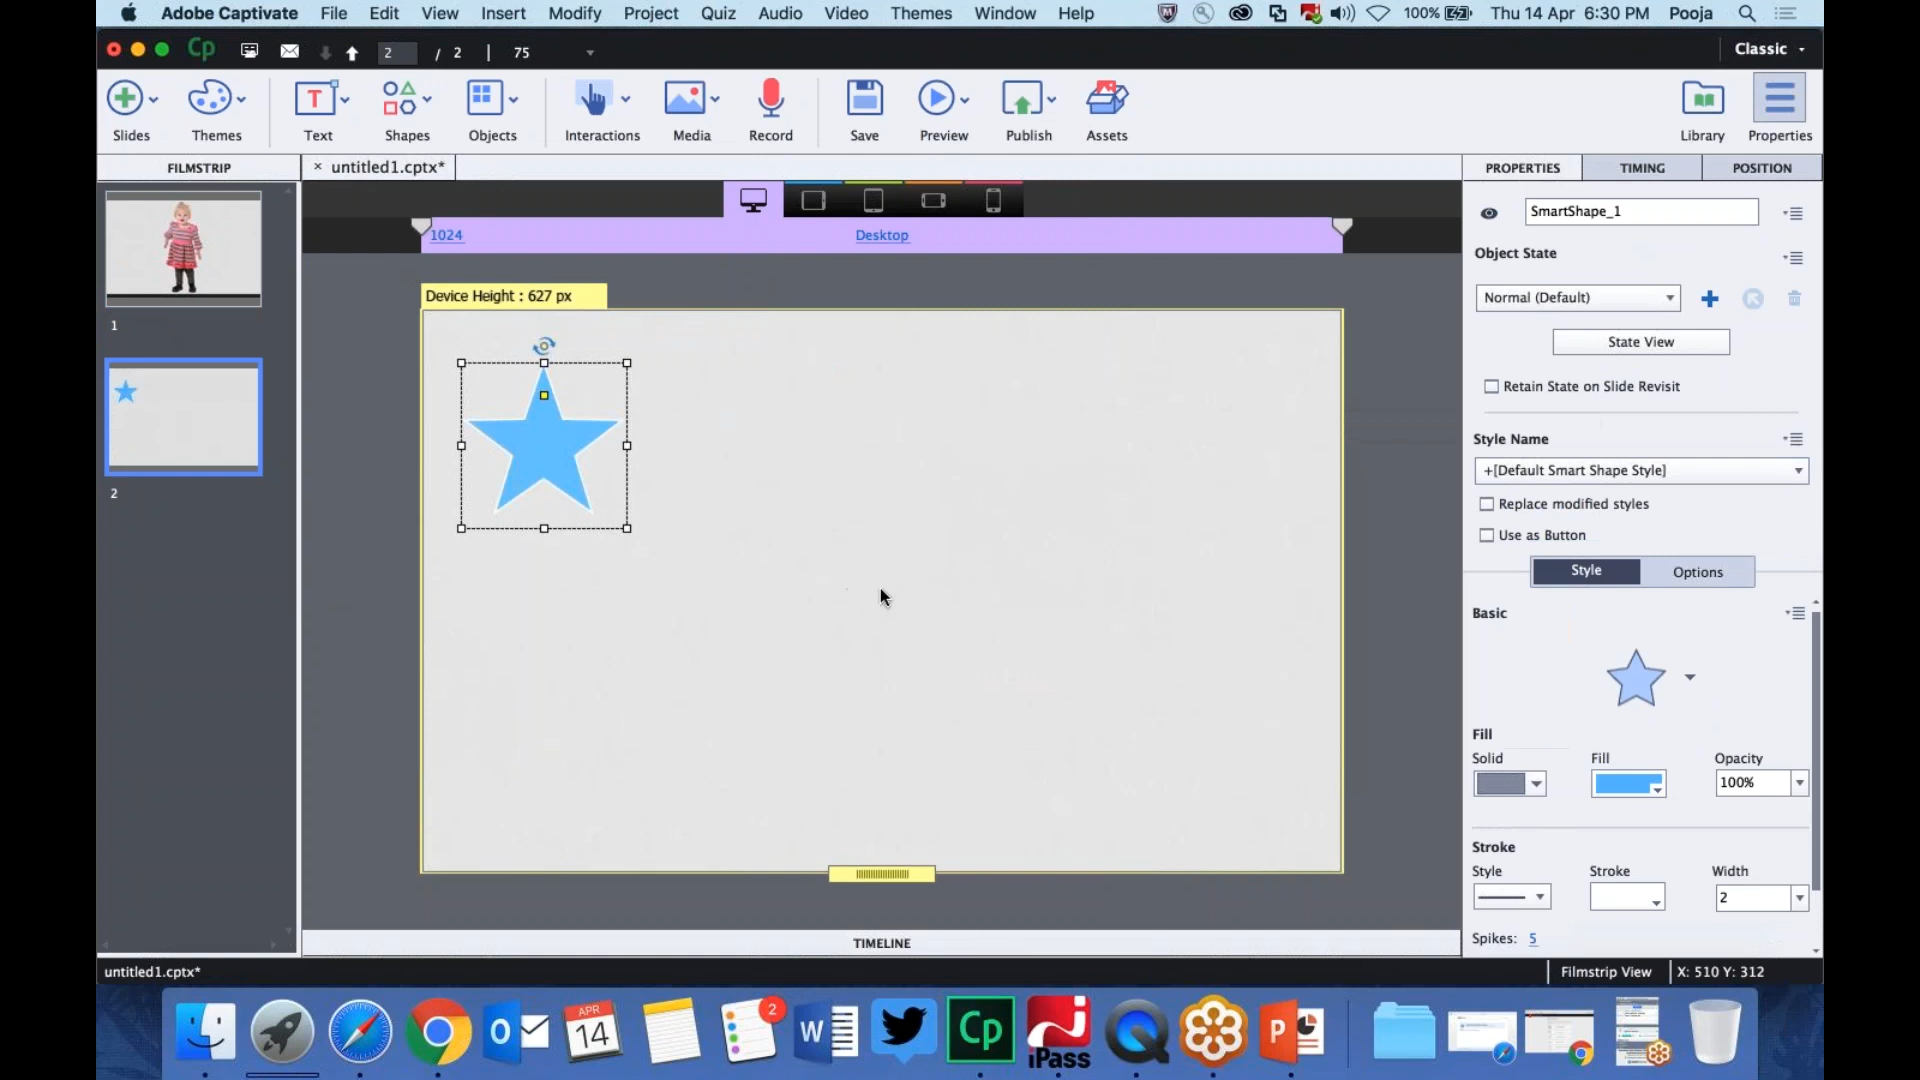 Adobe Captivate File Edit View Insert Modify Project Quiz Audio Video Themes Window Help 100% Thu 14 Apr 6:30 PM Pooja
Cp 2 / 2 | 75 Classic
Slides Themes Text Shapes Objects Interactions Media Record Save Preview Publish Assets Library Properties
FILMSTRIP × untitled1.cptx* PROPERTIES TIMING POSITION
SmartShape_1
1024 Desktop
Object State
Device Height : 627 px
Normal (Default)
1
State View
Retain State on Slide Revisit
Style Name
+[Default Smart Shape Style]
2
Replace modified styles
Use as Button
Style Options
Basic
Fill
Solid Fill Opacity
100%
Stroke
Style Stroke Width
2
Spikes: 5
TIMELINE
untitled1.cptx* Filmstrip View X: 510 Y: 312
T
O
APR
14
2
W
Cp
iPass
P